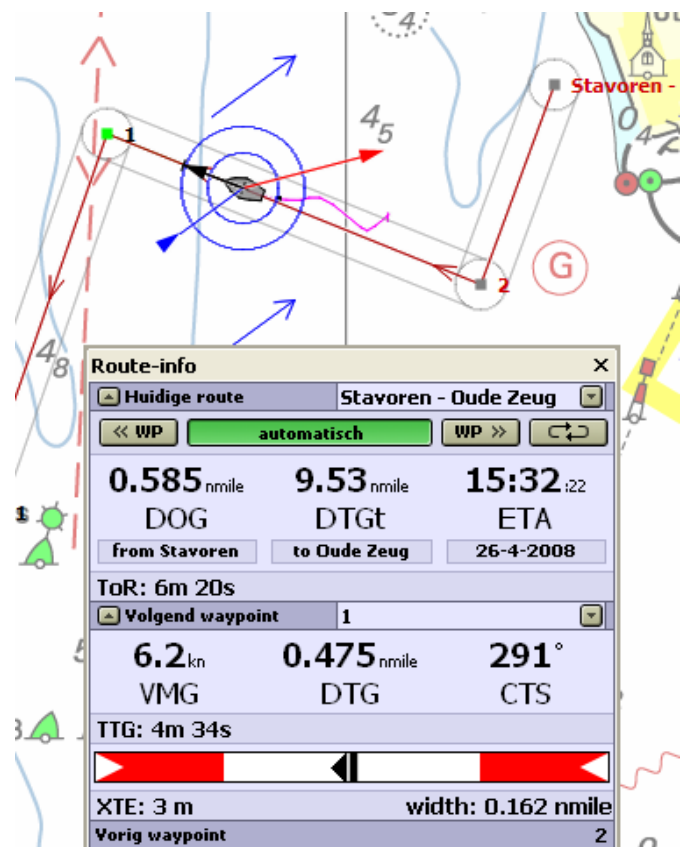 4
4 5
1
Stavoren -
0 4
2
G
4 8
Route-info
Huidige route Stavoren - Oude Zeug
<< WP automatisch WP >>
0.585 nmile 9.53 nmile 15:32 :22
DOG DTGt ETA
from Stavoren to Oude Zeug 26-4-2008
ToR: 6m 20s
Volgend waypoint 1
6.2 kn 0.475 nmile 291°
VMG DTG CTS
TTG: 4m 34s
XTE: 3 m width: 0.162 nmile
Vorig waypoint 2